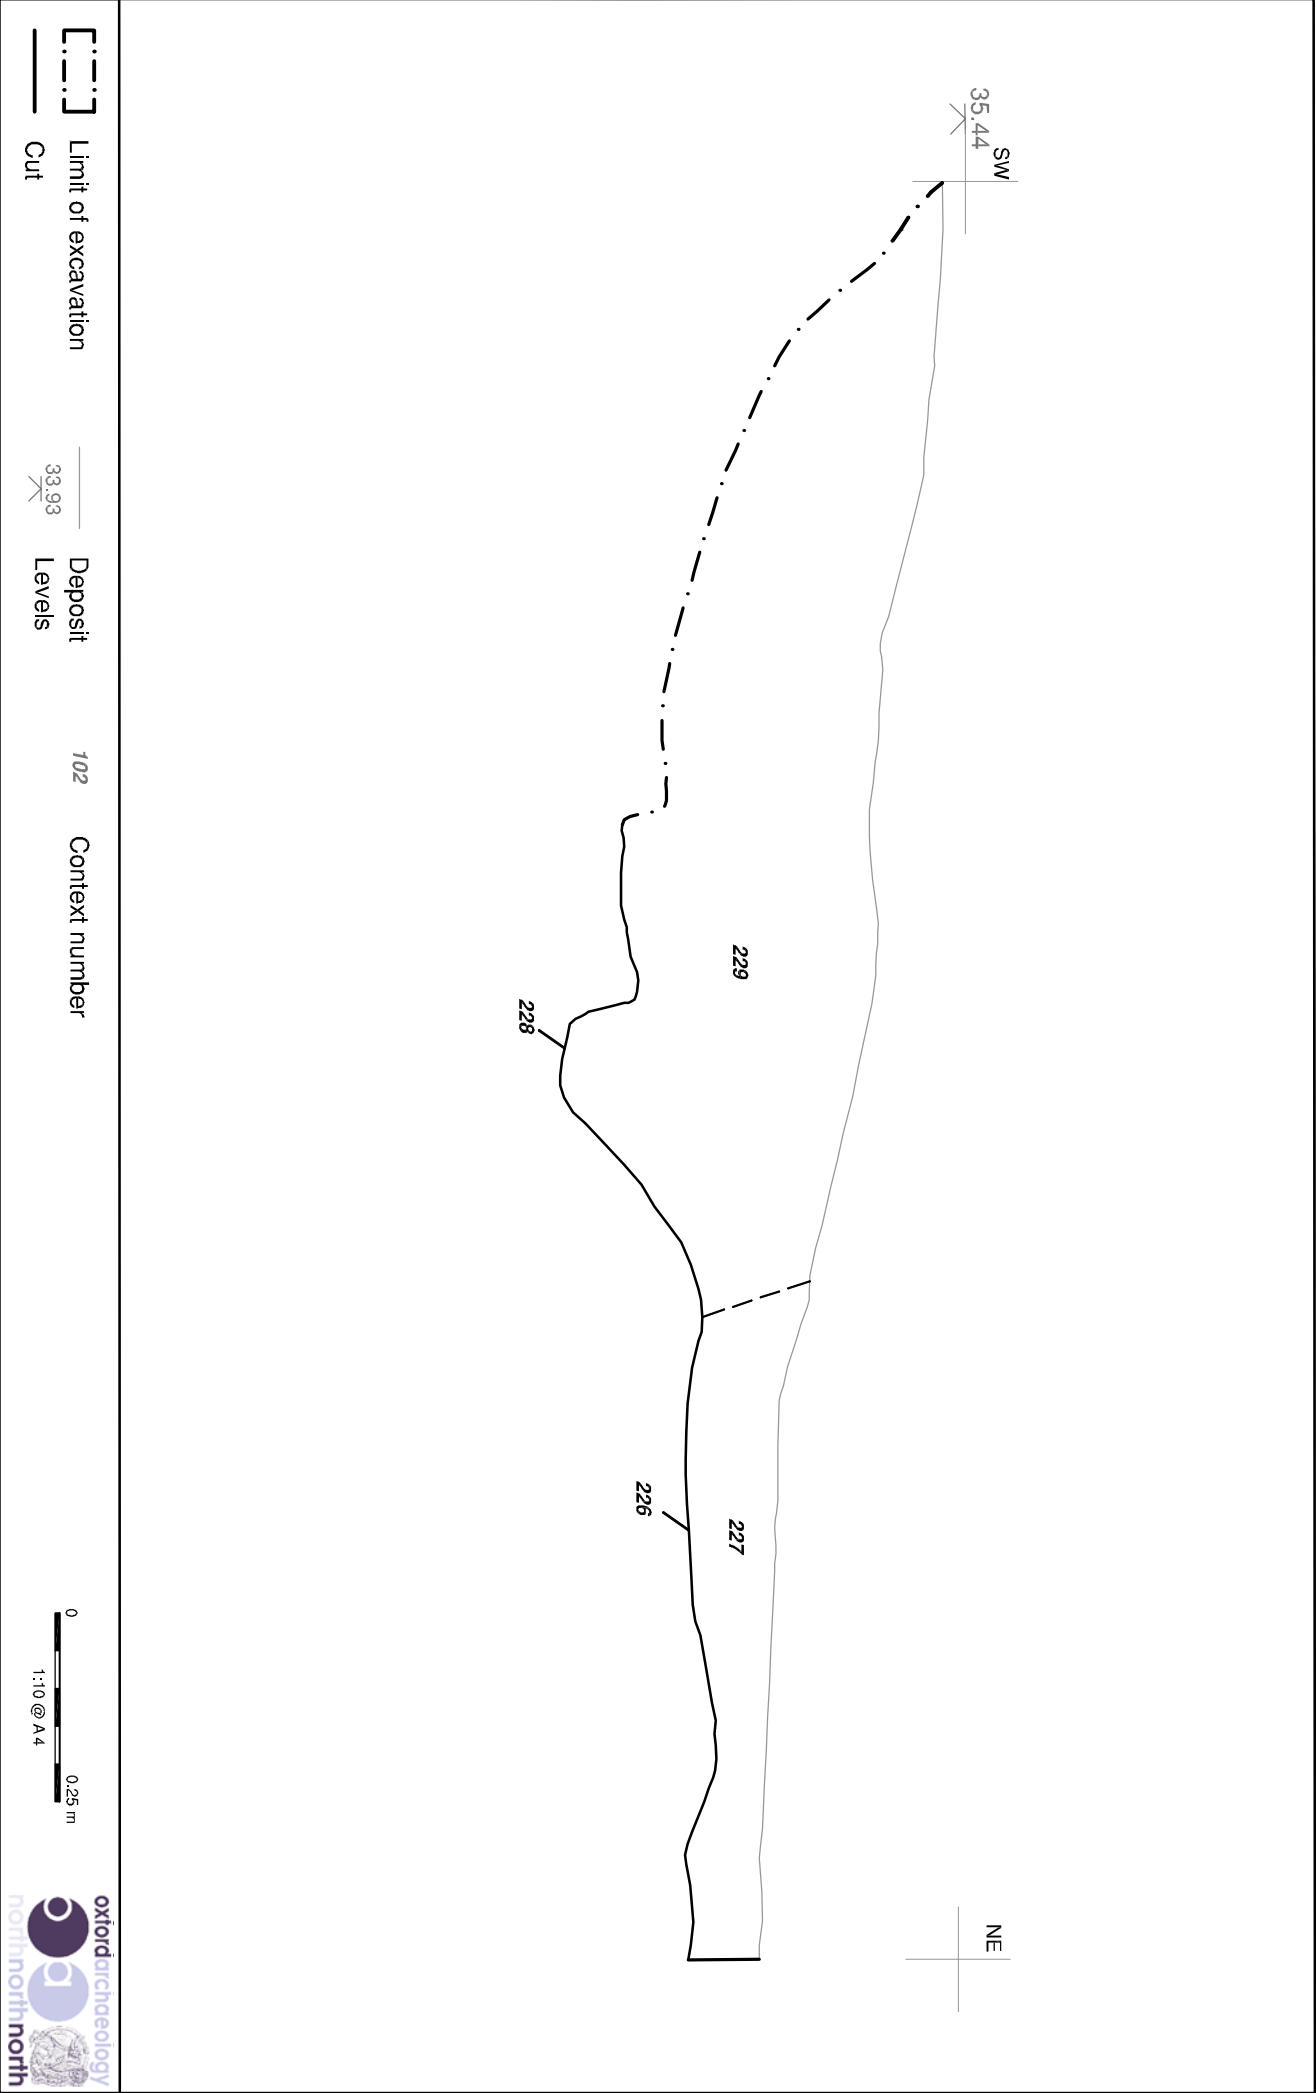 SW
35.44
NE
229
228
227
226
Limit of excavation
Cut
Deposit
33.93
Levels
102
Context number
0
0.25 m
1:10 @ A4
oxfordarchaeology
northnorthnorth